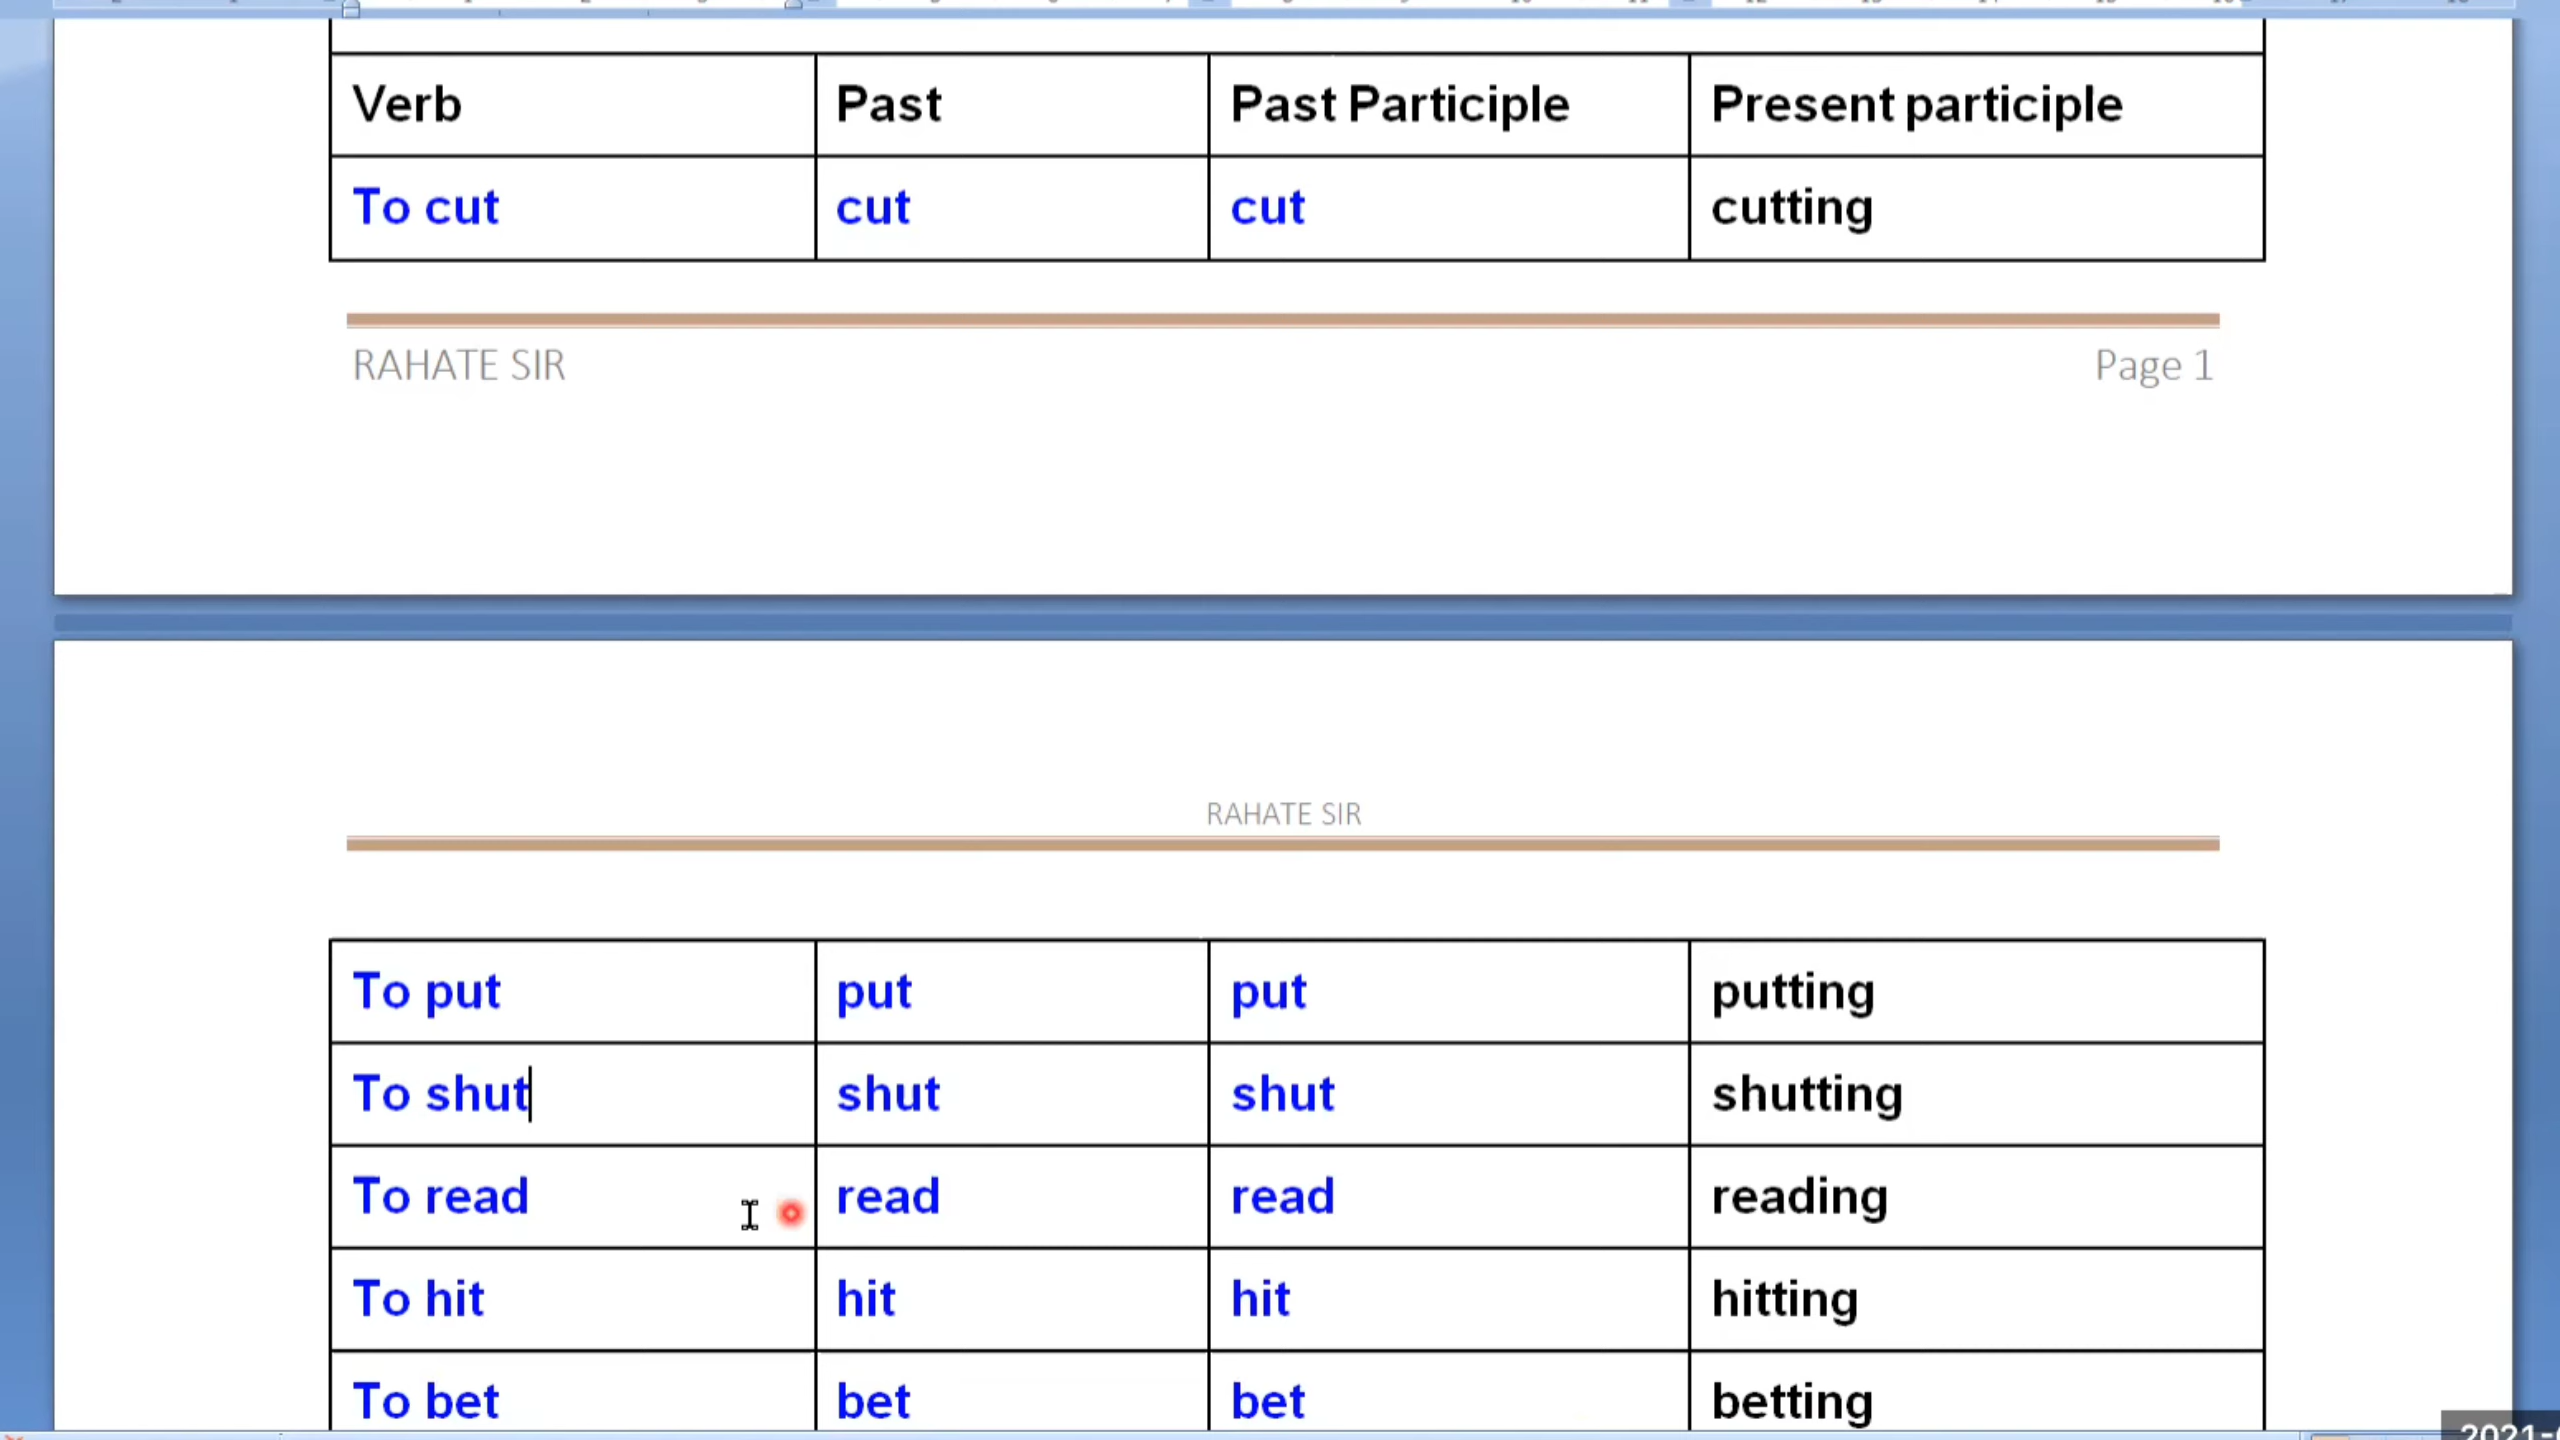 Verb Past Past Participle Present participle
To cut cut cut cutting
RAHATE SIR Page 1
RAHATE SIR
To put put put putting
To shut shut shut shutting
To read read read reading
To hit hit hit hitting
To bet bet bet betting